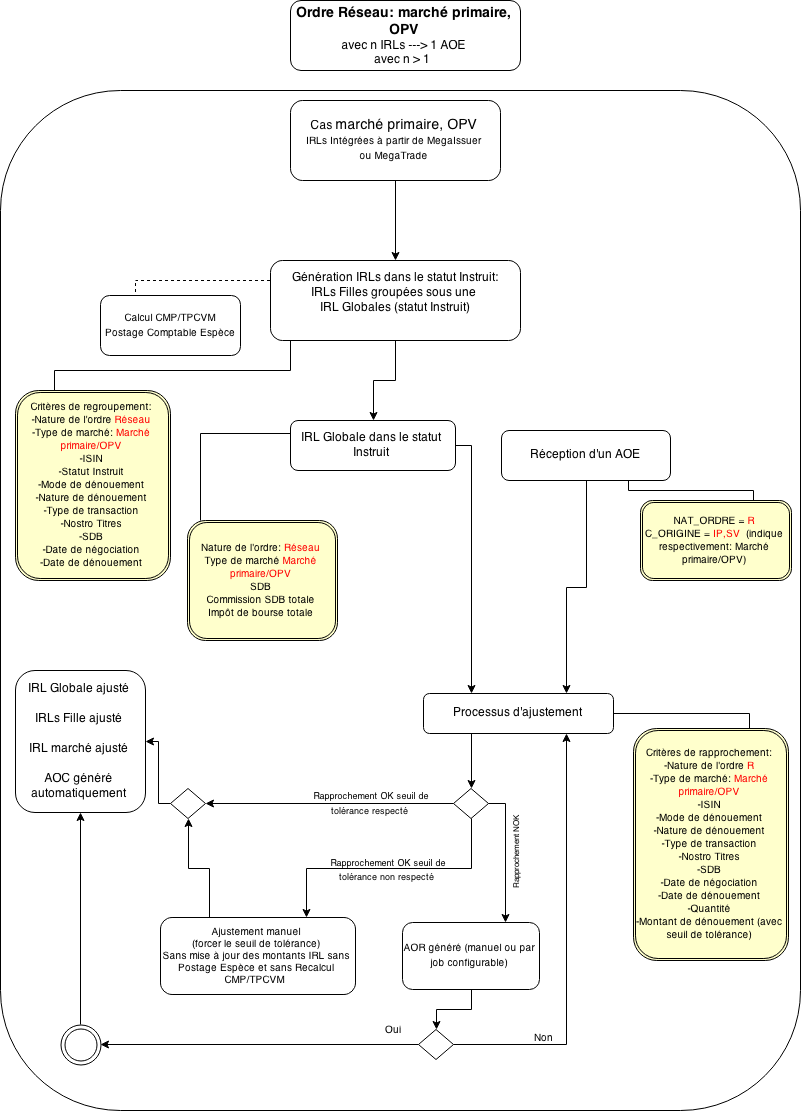 Ordre Réseau: marché primaire,
OPV
avec n IRLs ---> 1 AOE
avec n > 1
Cas marché primaire, OPV
IRLs Intégrées à partir de MegaIssuer
ou MegaTrade
Génération IRLs dans le statut Instruit:
IRLs Filles groupées sous une
IRL Globales (statut Instruit)
Calcul CMP/TPCVM
Postage Comptable Espèce
Critères de regroupement:
-Nature de l'ordre Réseau
-Type de marché: Marché
primaire/OPV
-ISIN
-Statut Instruit
-Mode de dénouement
-Nature de dénouement
-Type de transaction
-Nostro Titres
-SDB
-Date de négociation
-Date de dénouement
IRL Globale dans le statut
Instruit
Réception d'un AOE
NAT_ORDRE = R
C_ORIGINE = IP,SV (indique
respectivement: Marché
primaire/OPV)
Nature de l'ordre: Réseau
Type de marché Marché
primaire/OPV
SDB
Commission SDB totale
Impôt de bourse totale
IRL Globale ajusté
IRLs Fille ajusté
IRL marché ajusté
AOC généré
automatiquement
Processus d'ajustement
Critères de rapprochement:
-Nature de l'ordre R
-Type de marché: Marché
primaire/OPV
-ISIN
-Mode de dénouement
-Nature de dénouement
-Type de transaction
-Nostro Titres
-SDB
-Date de négociation
-Date de dénouement
-Quantité
-Montant de dénouement (avec
seuil de tolérance)
Rapprochement OK seuil de
tolérance respecté
Rapprochement NOK
Rapprochement OK seuil de
tolérance non respecté
Ajustement manuel
(forcer le seuil de tolérance)
Sans mise à jour des montants IRL sans
Postage Espèce et sans Recalcul
CMP/TPCVM
AOR généré (manuel ou par
job configurable)
Oui
Non